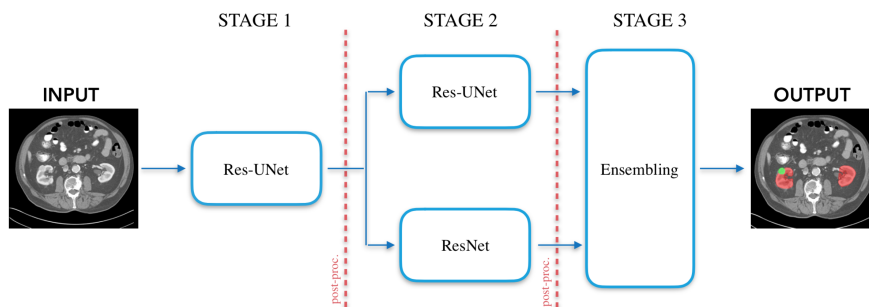 STAGE 1
STAGE 2
STAGE 3
INPUT
OUTPUT
Res-UNet
Res-UNet
ResNet
Ensembling
post-proc.
post-proc.